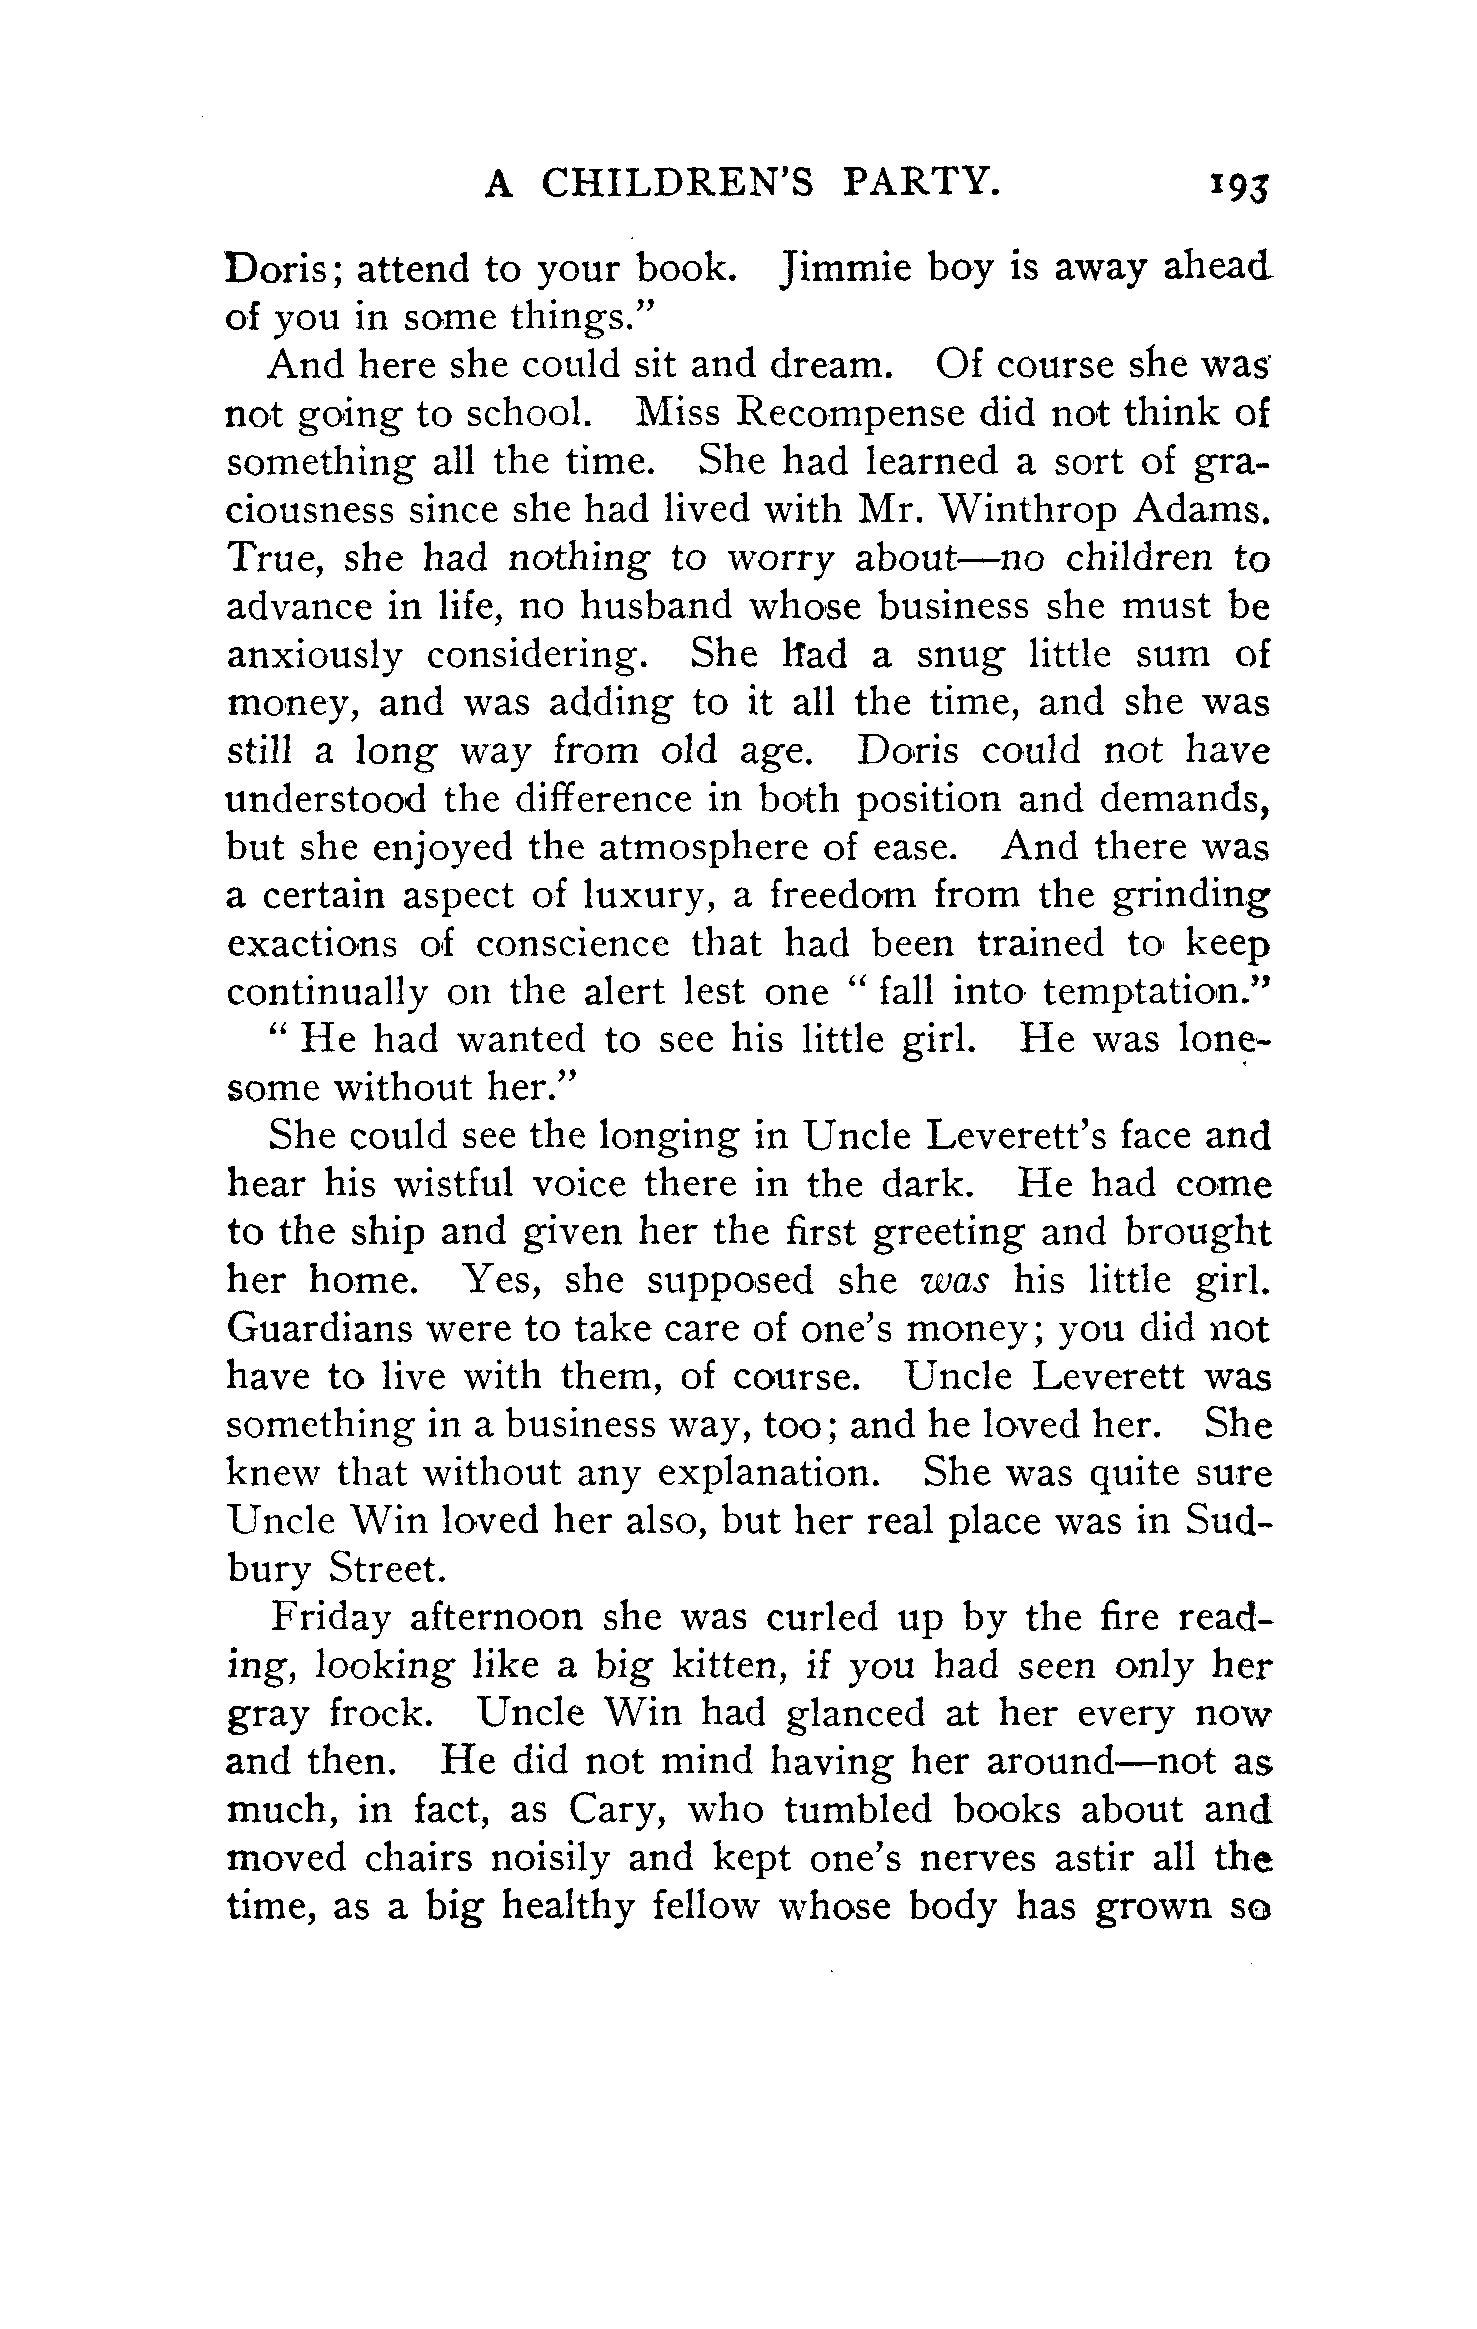 A CHILDREN'S PARTY. 193
Doris; attend to your book. Jimmie boy is away ahead
of you in some things."
And here she could sit and dream. Of course she was
not going to school. Miss Recompense did not think of
something all the time. She had learned a sort of gra-
ciousness since she had lived with Mr. Winthrop Adams.
True, she had nothing to worry about—no children to
advance in life, no husband whose business she must be
anxiously considering. She had a snug little sum of
money, and was adding to it all the time, and she was
still a long way from old age. Doris could not have
understood the difference in both position and demands,
but she enjoyed the atmosphere of ease. And there was
a certain aspect of luxury, a freedom from the grinding
exactions of conscience that had been trained to keep
continually on the alert lest one " fall into temptation."
" He had wanted to see his little girl. He was lone-
some without her."
She could see the longing in Uncle Leverett's face and
hear his wistful voice there in the dark. He had come
to the ship and given her the first greeting and brought
her home. Yes, she supposed she was his little girl.
Guardians were to take care of one's money; you did not
have to live with them, of course. Uncle Leverett was
something in a business way, too; and he loved her. She
knew that without any explanation. She was quite sure
Uncle Win loved her also, but her real place was in Sud-
bury Street.
Friday afternoon she was curled up by the fire read-
ing, looking like a big kitten, if you had seen only her
gray frock. Uncle Win had glanced at her every now
and then. He did not mind having her around—not as
much, in fact, as Cary, who tumbled books about and
moved chairs noisily and kept one's nerves astir all the
time, as a big healthy fellow whose body has grown so